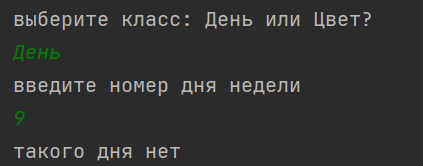 выберите класс: День или Цвет?
День
введите номер дня недели
9
такого дня нет